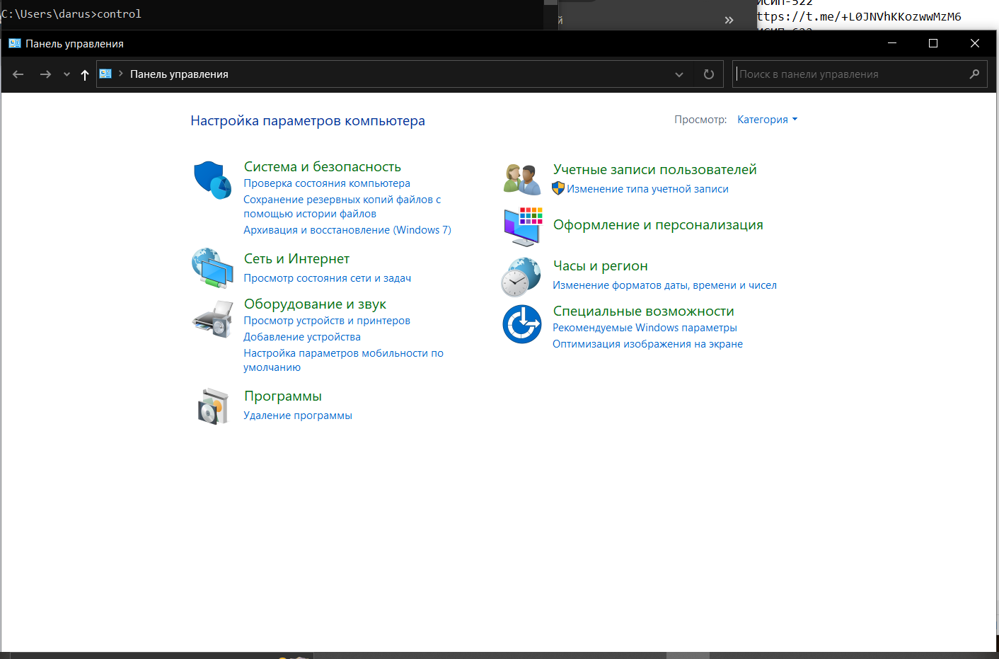 ИСИП-522
C:\Users\darus>control
https://t.me/+L0JNVhKKozwwMzM6
Панель управления
Панель управления
Поиск в панели управления
Настройка параметров компьютера
Просмотр: Категория
Система и безопасность
Проверка состояния компьютера
Сохранение резервных копий файлов с
помощью истории файлов
Архивация и восстановление (Windows 7)
Сеть и Интернет
Просмотр состояния сети и задач
Оборудование и звук
Просмотр устройств и принтеров
Добавление устройства
Настройка параметров мобильности по
умолчанию
Программы
Удаление программы
Учетные записи пользователей
Изменение типа учетной записи
Оформление и персонализация
Часы и регион
Изменение форматов даты, времени и чисел
Специальные возможности
Рекомендуемые Windows параметры
Оптимизация изображения на экране